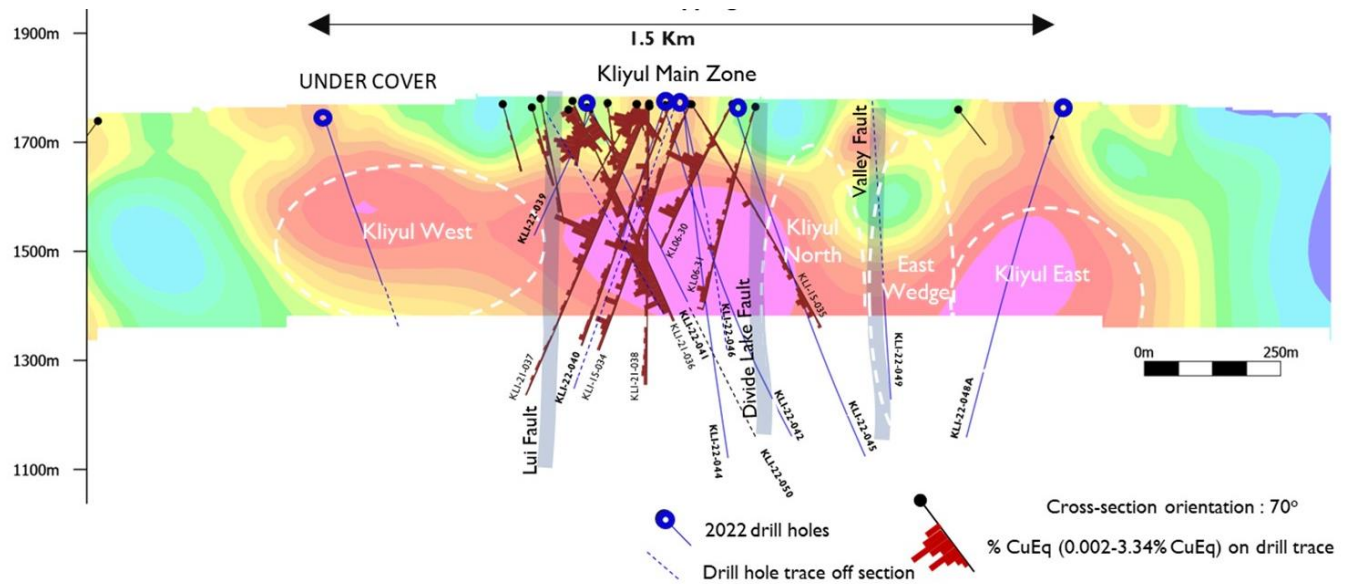 1900m
1.5 Km
UNDER COVER
Kliyul Main Zone
1700m
Valley Fault
KLI-22-039
Kliyul West
Kliyul
North
1500m
KL06-30
KL06-31
East
Wedge
Kliyul East
KLI-15-035
Divide Lake Fault
1300m
KLI-21-037
KLI-22-040
KLI-15-034
KLI-21-038
KLI-21-036
KLI-22-041
KLI-22-046
KLI-22-049
0m
250m
Lui Fault
KLI-22-044
KLI-22-050
KLI-22-042
KLI-22-045
KLI-22-048A
1100m
2022 drill holes
Drill hole trace off section
Cross-section orientation : 70°
% CuEq (0.002-3.34% CuEq) on drill trace